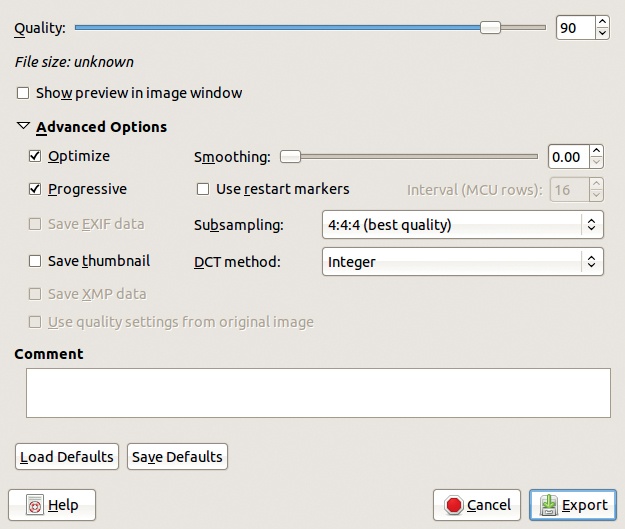 Quality: 90
File size: unknown
Show preview in image window
Advanced Options
Optimize Smoothing: 0.00
Progressive Use restart markers Interval (MCU rows): 16
Save EXIF data Subsampling: 4:4:4 (best quality)
Save thumbnail DCT method: Integer
Save XMP data
Use quality settings from original image
Comment
Load Defaults Save Defaults
Help Cancel Export